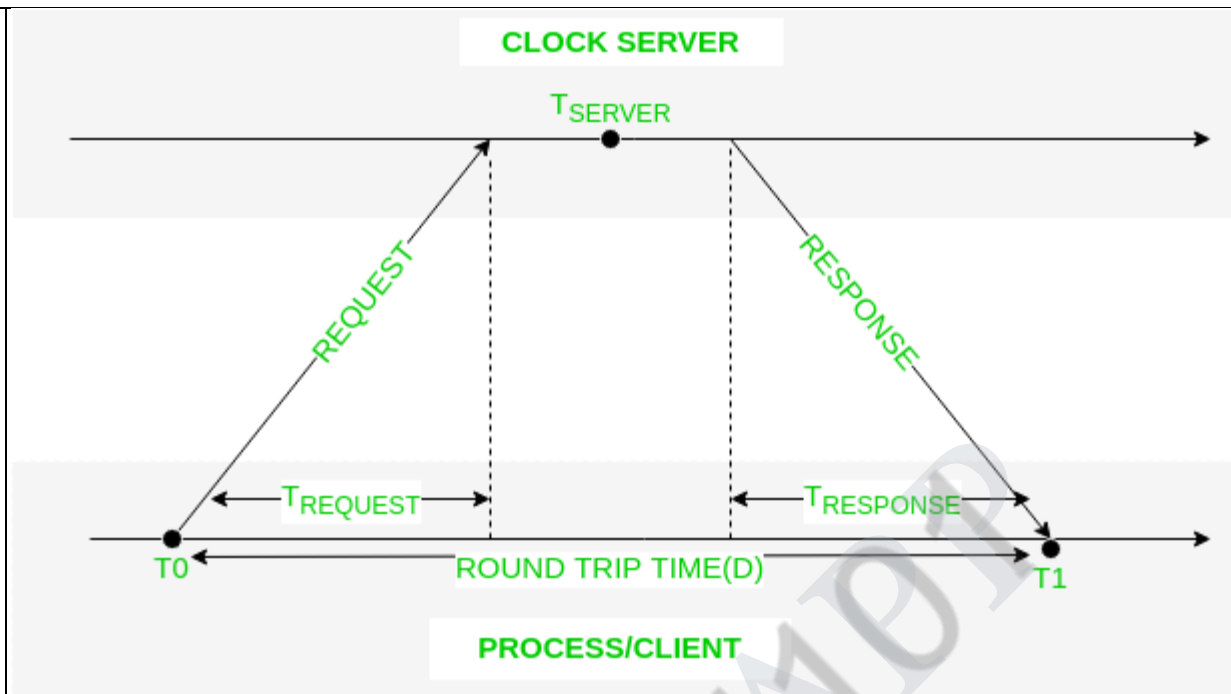 CLOCK SERVER
TSERVER
REQUEST
RESPONSE
TREQUEST
TRESPONSE
T0
ROUND TRIP TIME(D)
T1
PROCESS/CLIENT